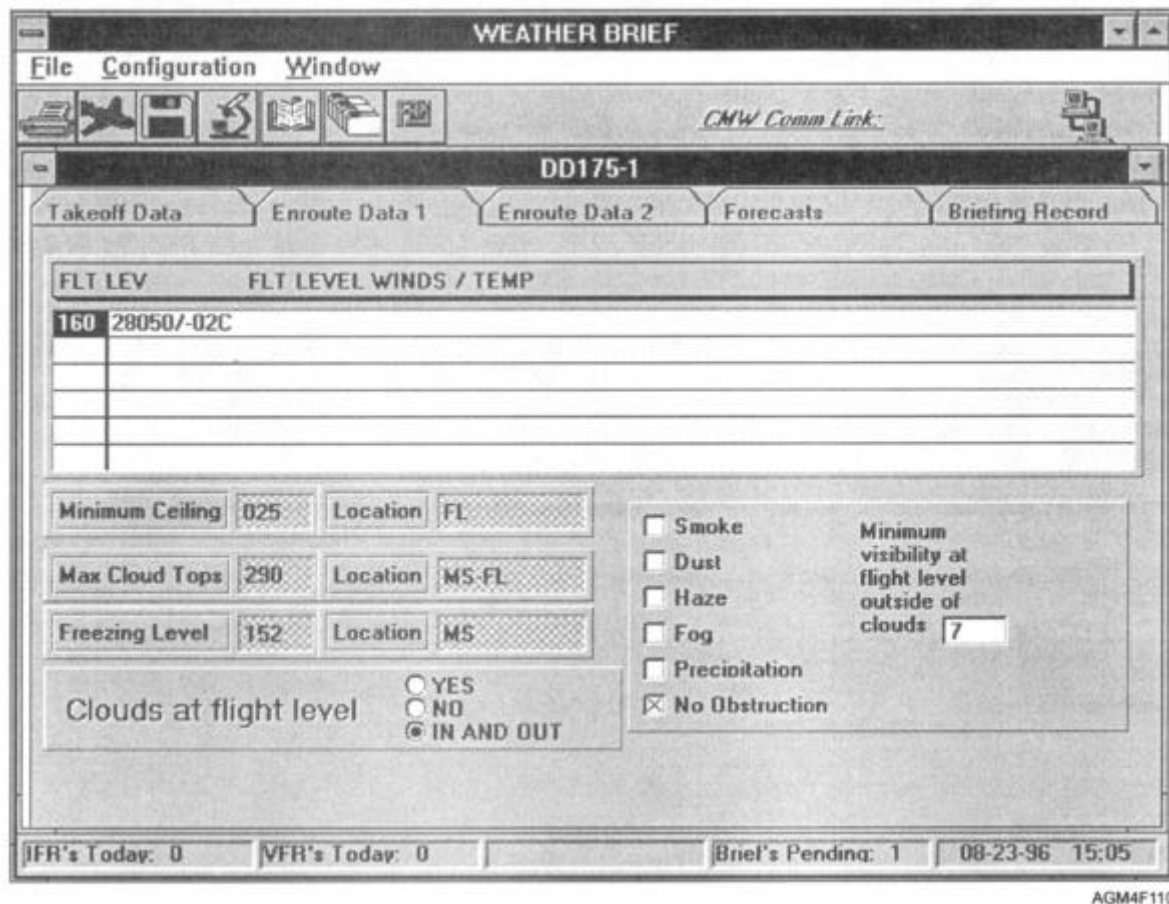 WEATHER BRIEF
File Configuration Window
CMW Comm Link:
DD175-1
Takeoff Data Enroute Data 1 Enroute Data 2 Forecasts Briefing Record
FLT LEV FLT LEVEL WINDS / TEMP
160 28050/-02C
Minimum Ceiling 025 Location FL
Max Cloud Tops 290 Location MS-FL
Freezing Level 152 Location MS
Clouds at flight level
YES
NO
IN AND OUT
Smoke
Dust
Haze
Fog
Precipitation
No Obstruction
Minimum
visibility at
flight level
outside of
clouds 7
IFR's Today: 0 VFR's Today: 0 Brief's Pending: 1 08-23-96 15:05